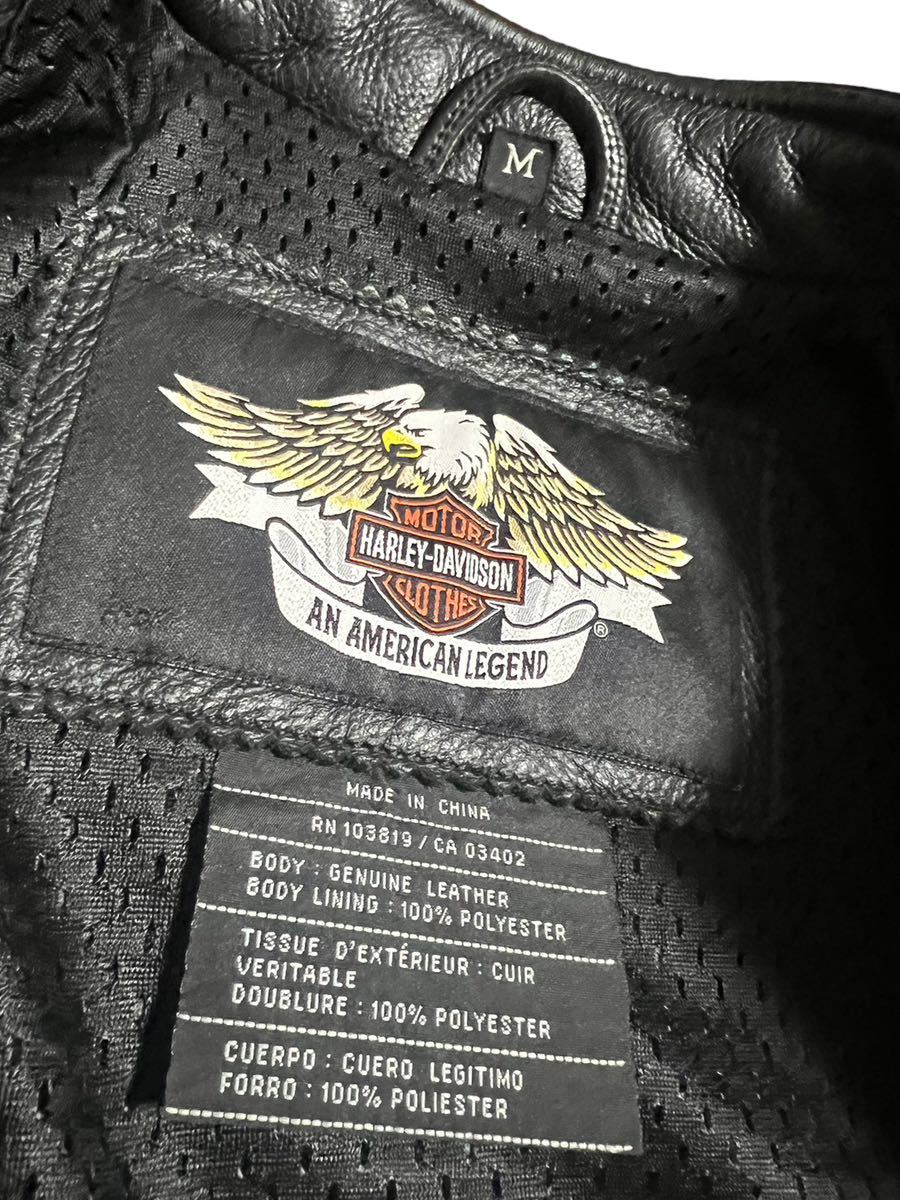 M
MOTOR
HARLEY-DAVIDSON
CLOTHES
AN AMERICAN LEGEND
®
MADE IN CHINA
RN 103819 / CA 03402
BODY : GENUINE LEATHER
BODY LINING : 100% POLYESTER
TISSUE D'EXTÉRIEUR : CUIR
VERITABLE
DOUBLURE : 100% POLYESTER
CUERPO : CUERO LEGITIMO
FORRO : 100% POLIESTER